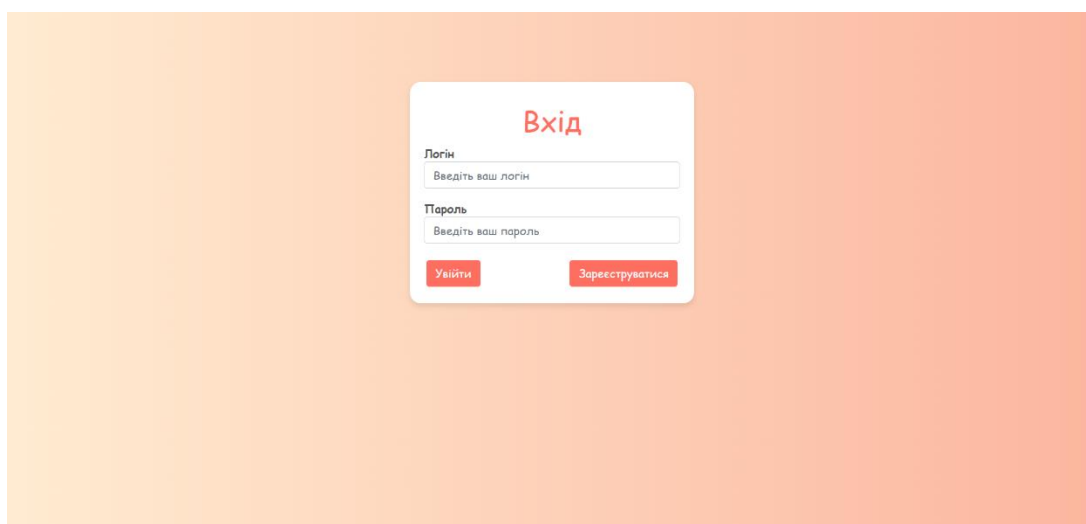 Вхід
Логін
Введіть ваш логін
Пароль
Введіть ваш пароль
Увійти Зареєструватися